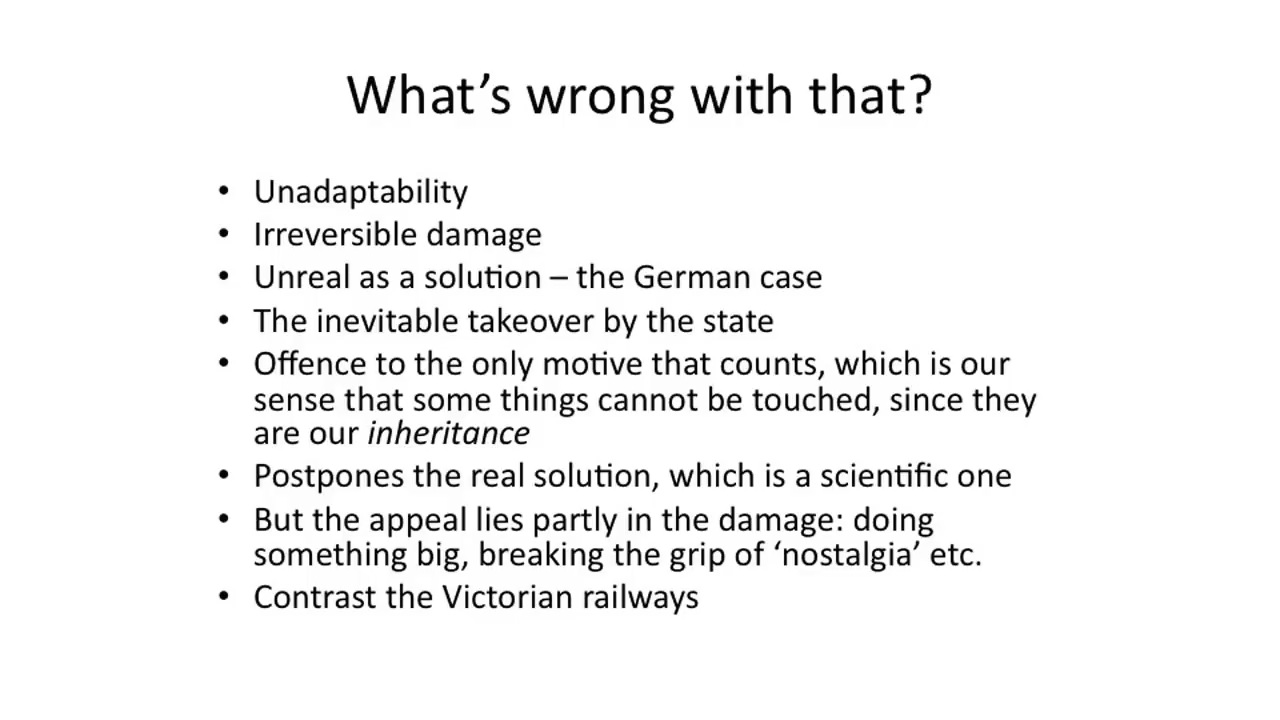 What’s wrong with that?
• Unadaptability
• Irreversible damage
• Unreal as a solution – the German case
• The inevitable takeover by the state
• Offence to the only motive that counts, which is our
sense that some things cannot be touched, since they
are our inheritance
• Postpones the real solution, which is a scientific one
• But the appeal lies partly in the damage: doing
something big, breaking the grip of ‘nostalgia’ etc.
• Contrast the Victorian railways